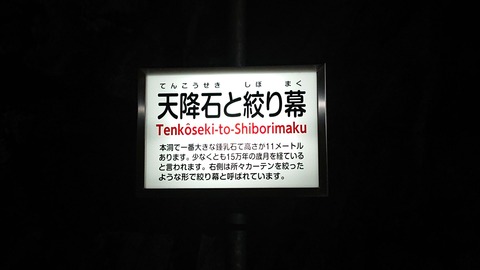 てんこうせき しぼ まく
天降石と絞り幕
Tenkôseki-to-Shiborimaku
本洞で一番大きな鍾乳石で高さが11メートル
あります。少なくとも15万年の歳月を経ている
と言われます。右側は所々カーテンを絞った
ような形で絞り幕と呼ばれています。